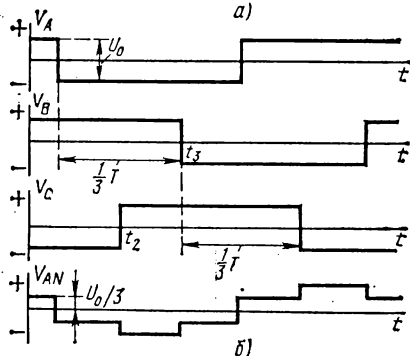 а)
+ V_A
U_0
t
−
+ V_B
t_3
t
1/3 T
−
+ V_C
t_2
t
1/3 T
−
V_AN
+
U_0/3
t
−
б)